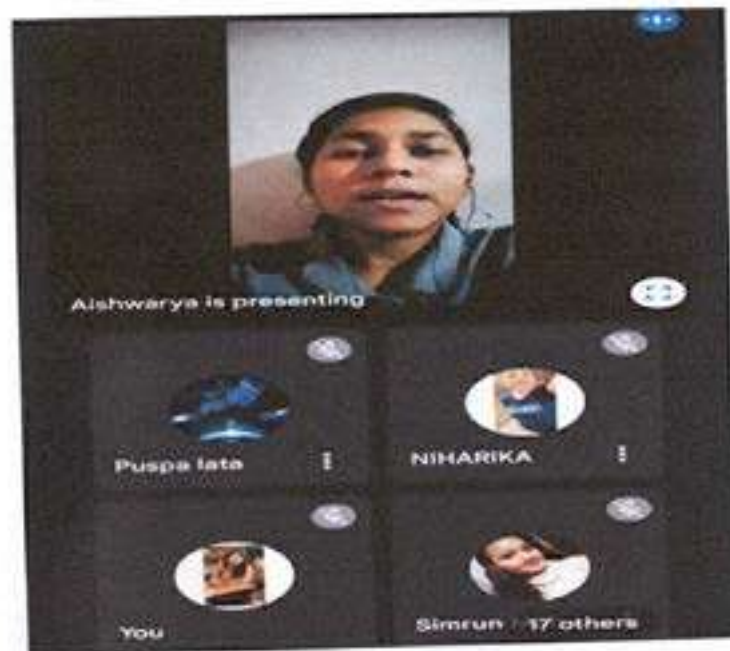 Aishwarya is presenting
Puspa lata
NIHARIKA
You
Simrun
17 others